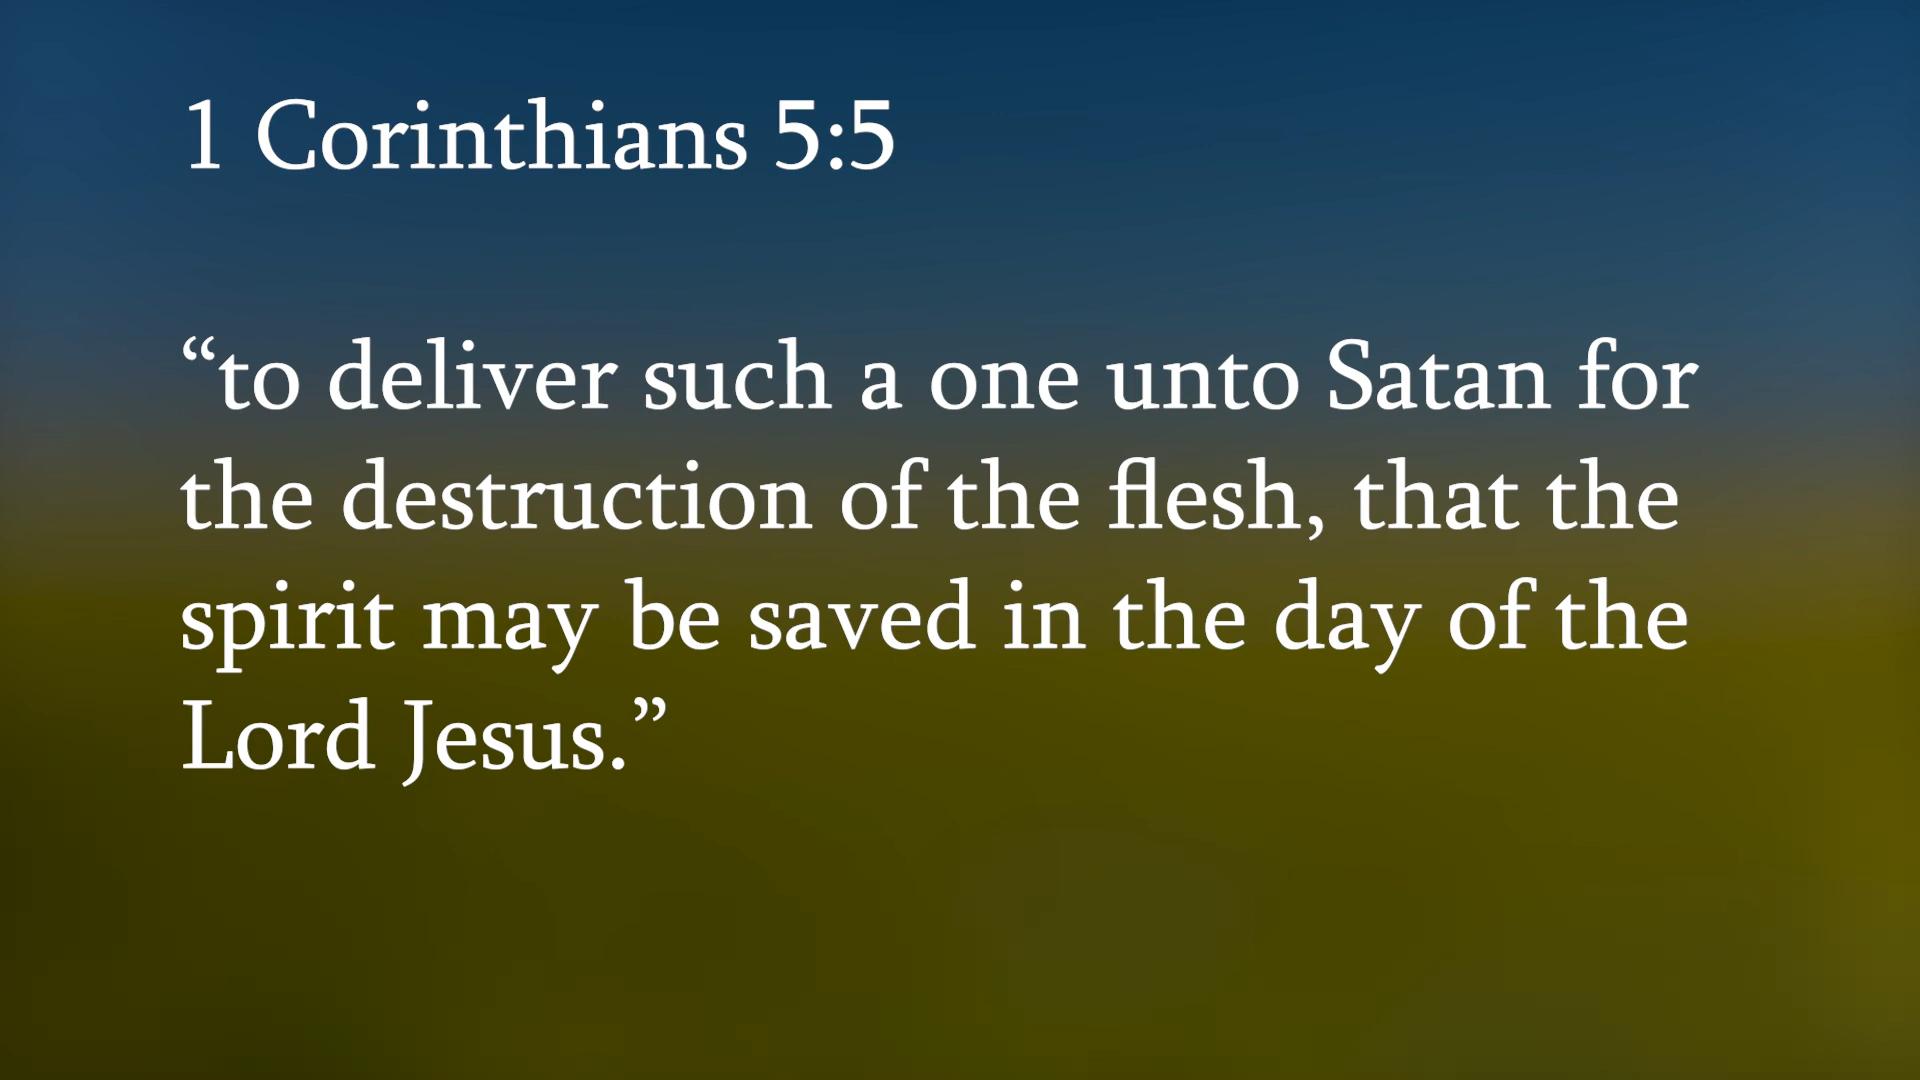 1 Corinthians 5:5
“to deliver such a one unto Satan for
the destruction of the flesh, that the
spirit may be saved in the day of the
Lord Jesus.”